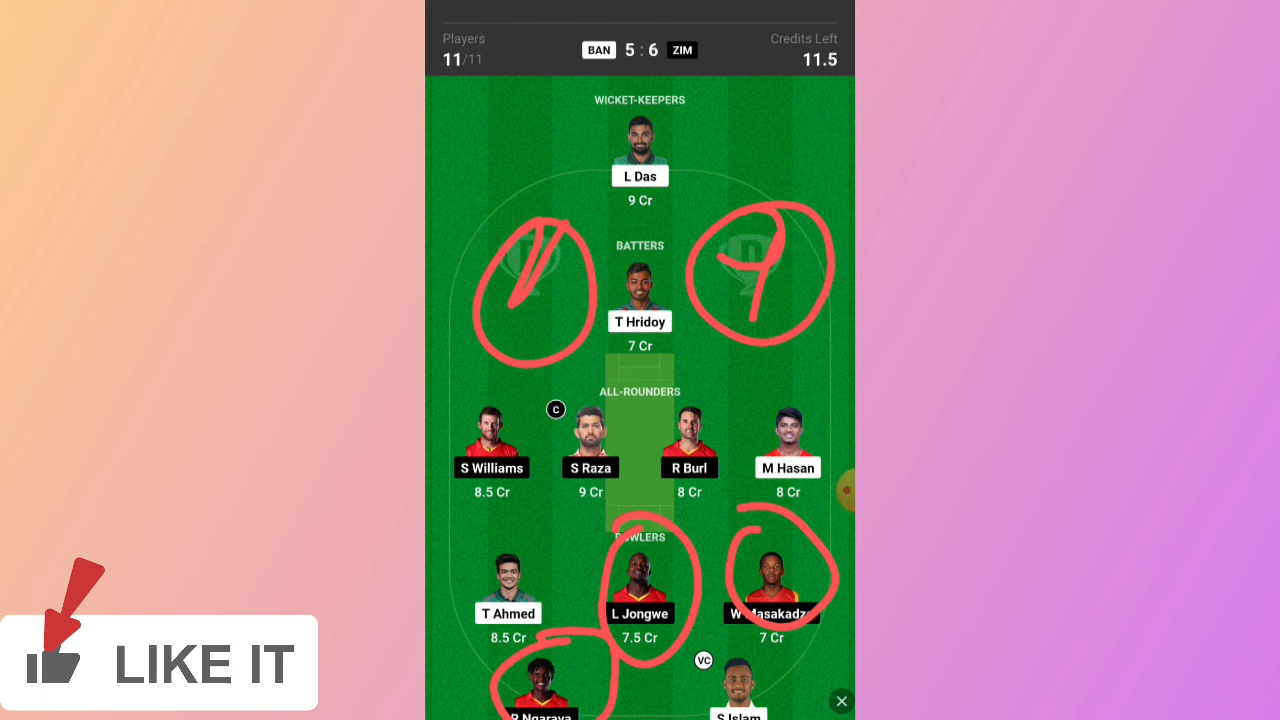 Players
11/11
BAN 5 : 6 ZIM
Credits Left
11.5
WICKET-KEEPERS
L Das
9 Cr
BATTERS
T Hridoy
7 Cr
ALL-ROUNDERS
C
S Williams S Raza R Burl M Hasan
8.5 Cr 9 Cr 8 Cr 8 Cr
BOWLERS
T Ahmed L Jongwe W Masakadza
8.5 Cr 7.5 Cr 7 Cr
VC
R Ngarava S Islam
LIKE IT